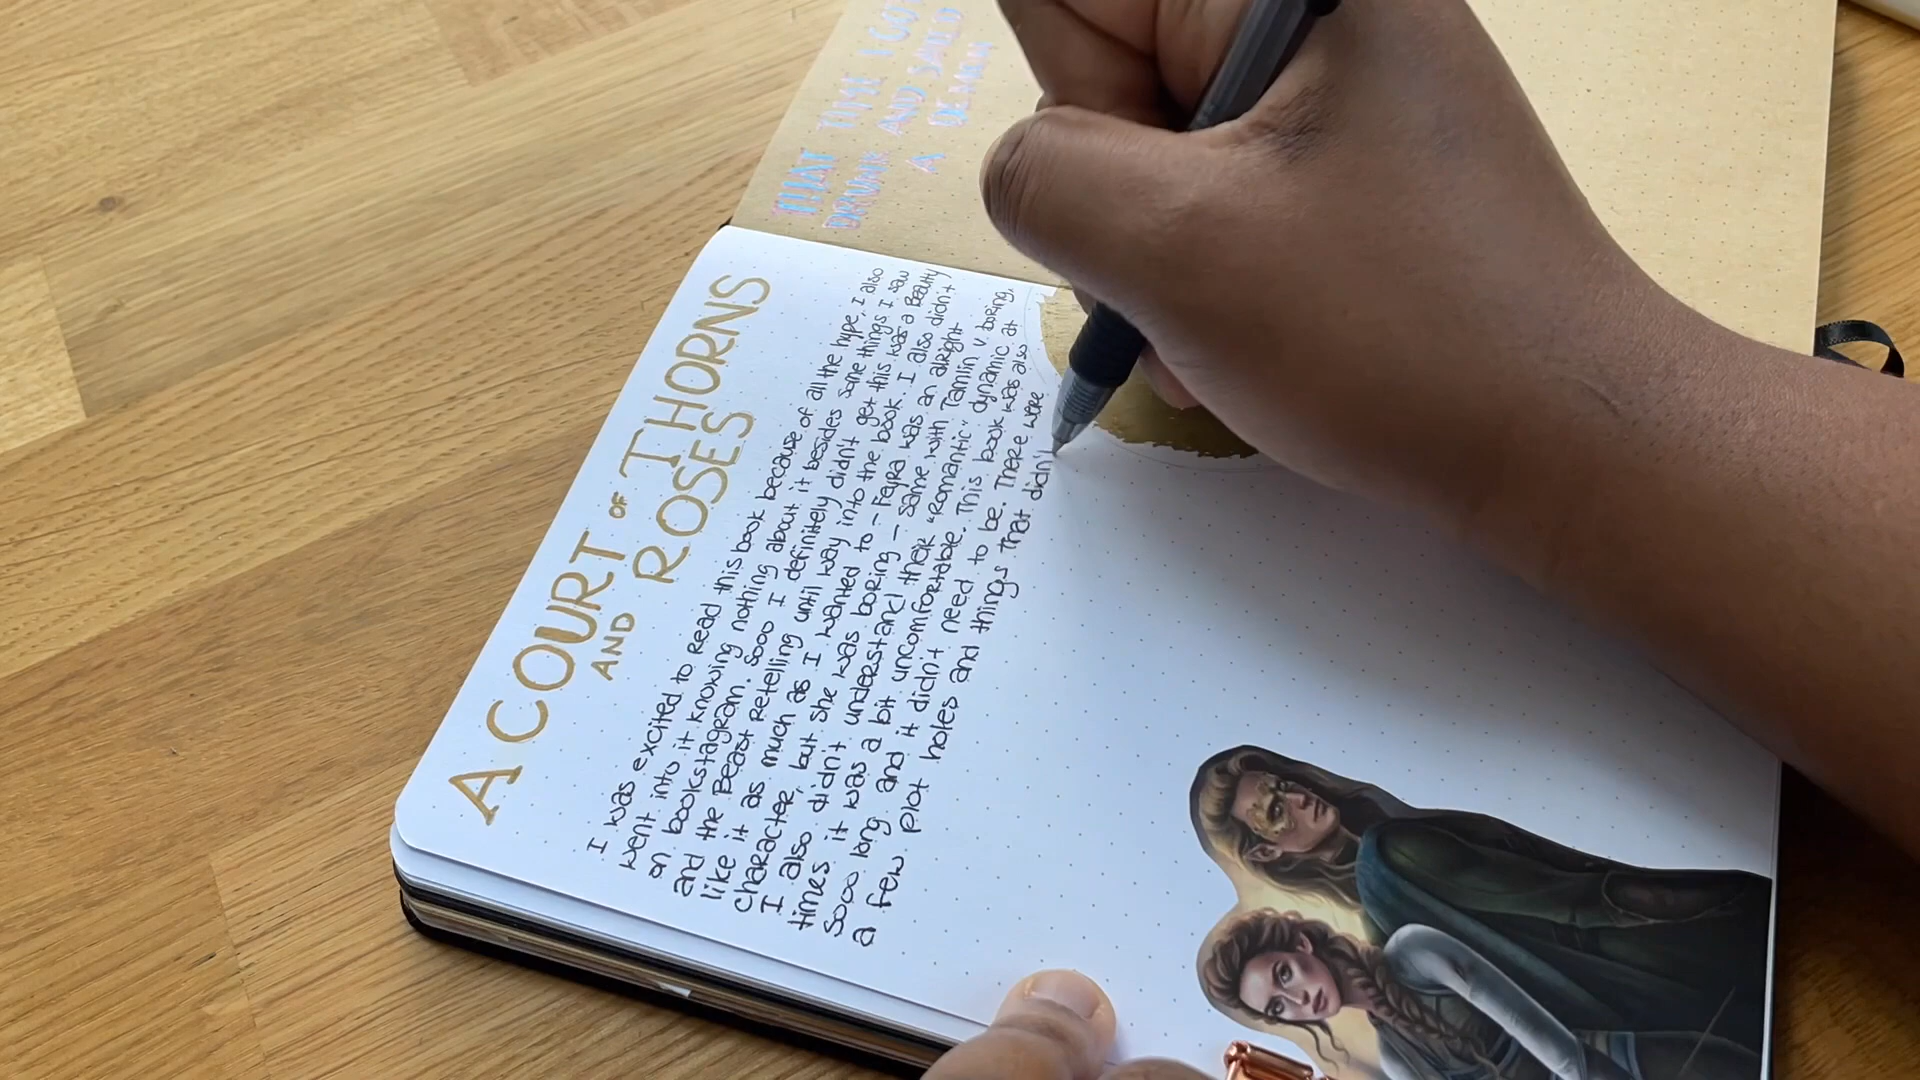 THAT TIME I GO
DRUNK AND SAVED
A DEMON
A COURT OF THORNS
AND ROSES
I was excited to read this book because of all the hype, I also
went into it knowing nothing about it besides some things I saw
on bookstagram. Sooo I definitely didn't get this was a Beauty
and the Beast retelling until way into the book. I also didn't
like it as much as I wanted to - Feyra was an alright
character, but she was boring - same with Tamlin v. boring.
I also didn't understand their "Romantic" dynamic at
times it was a bit uncomfortable. This book was also
Sooo long and it didn't need to be. There were
a few plot holes and things that didn'